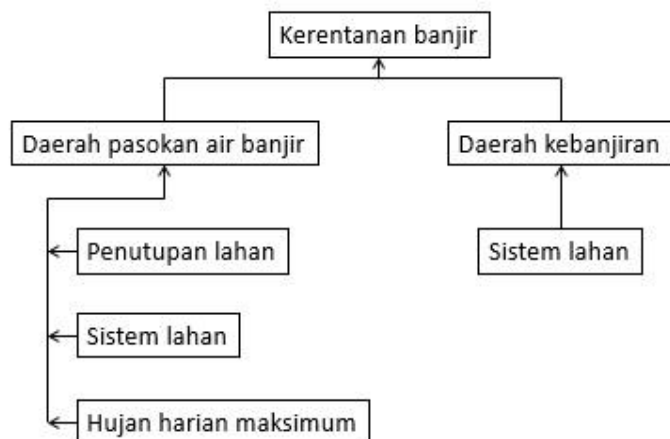 Kerentanan banjir
Daerah pasokan air banjir
Daerah kebanjiran
Penutupan lahan
Sistem lahan
Sistem lahan
Hujan harian maksimum